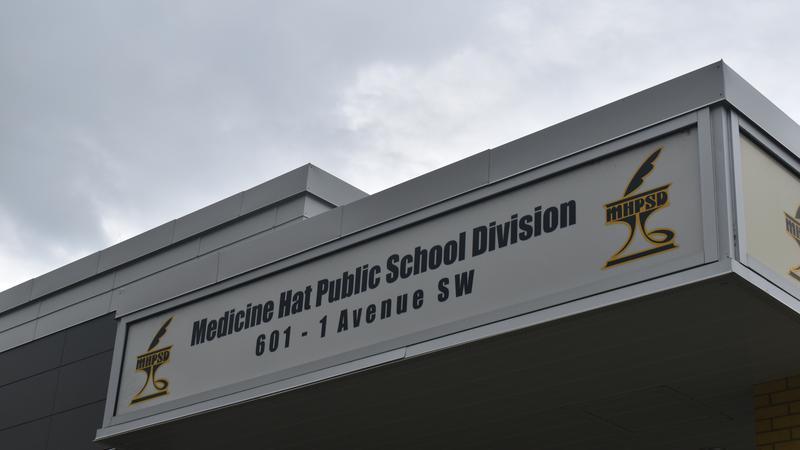 Medicine Hat Public School Division
601 - 1 Avenue SW
MHPSD
MHPSD